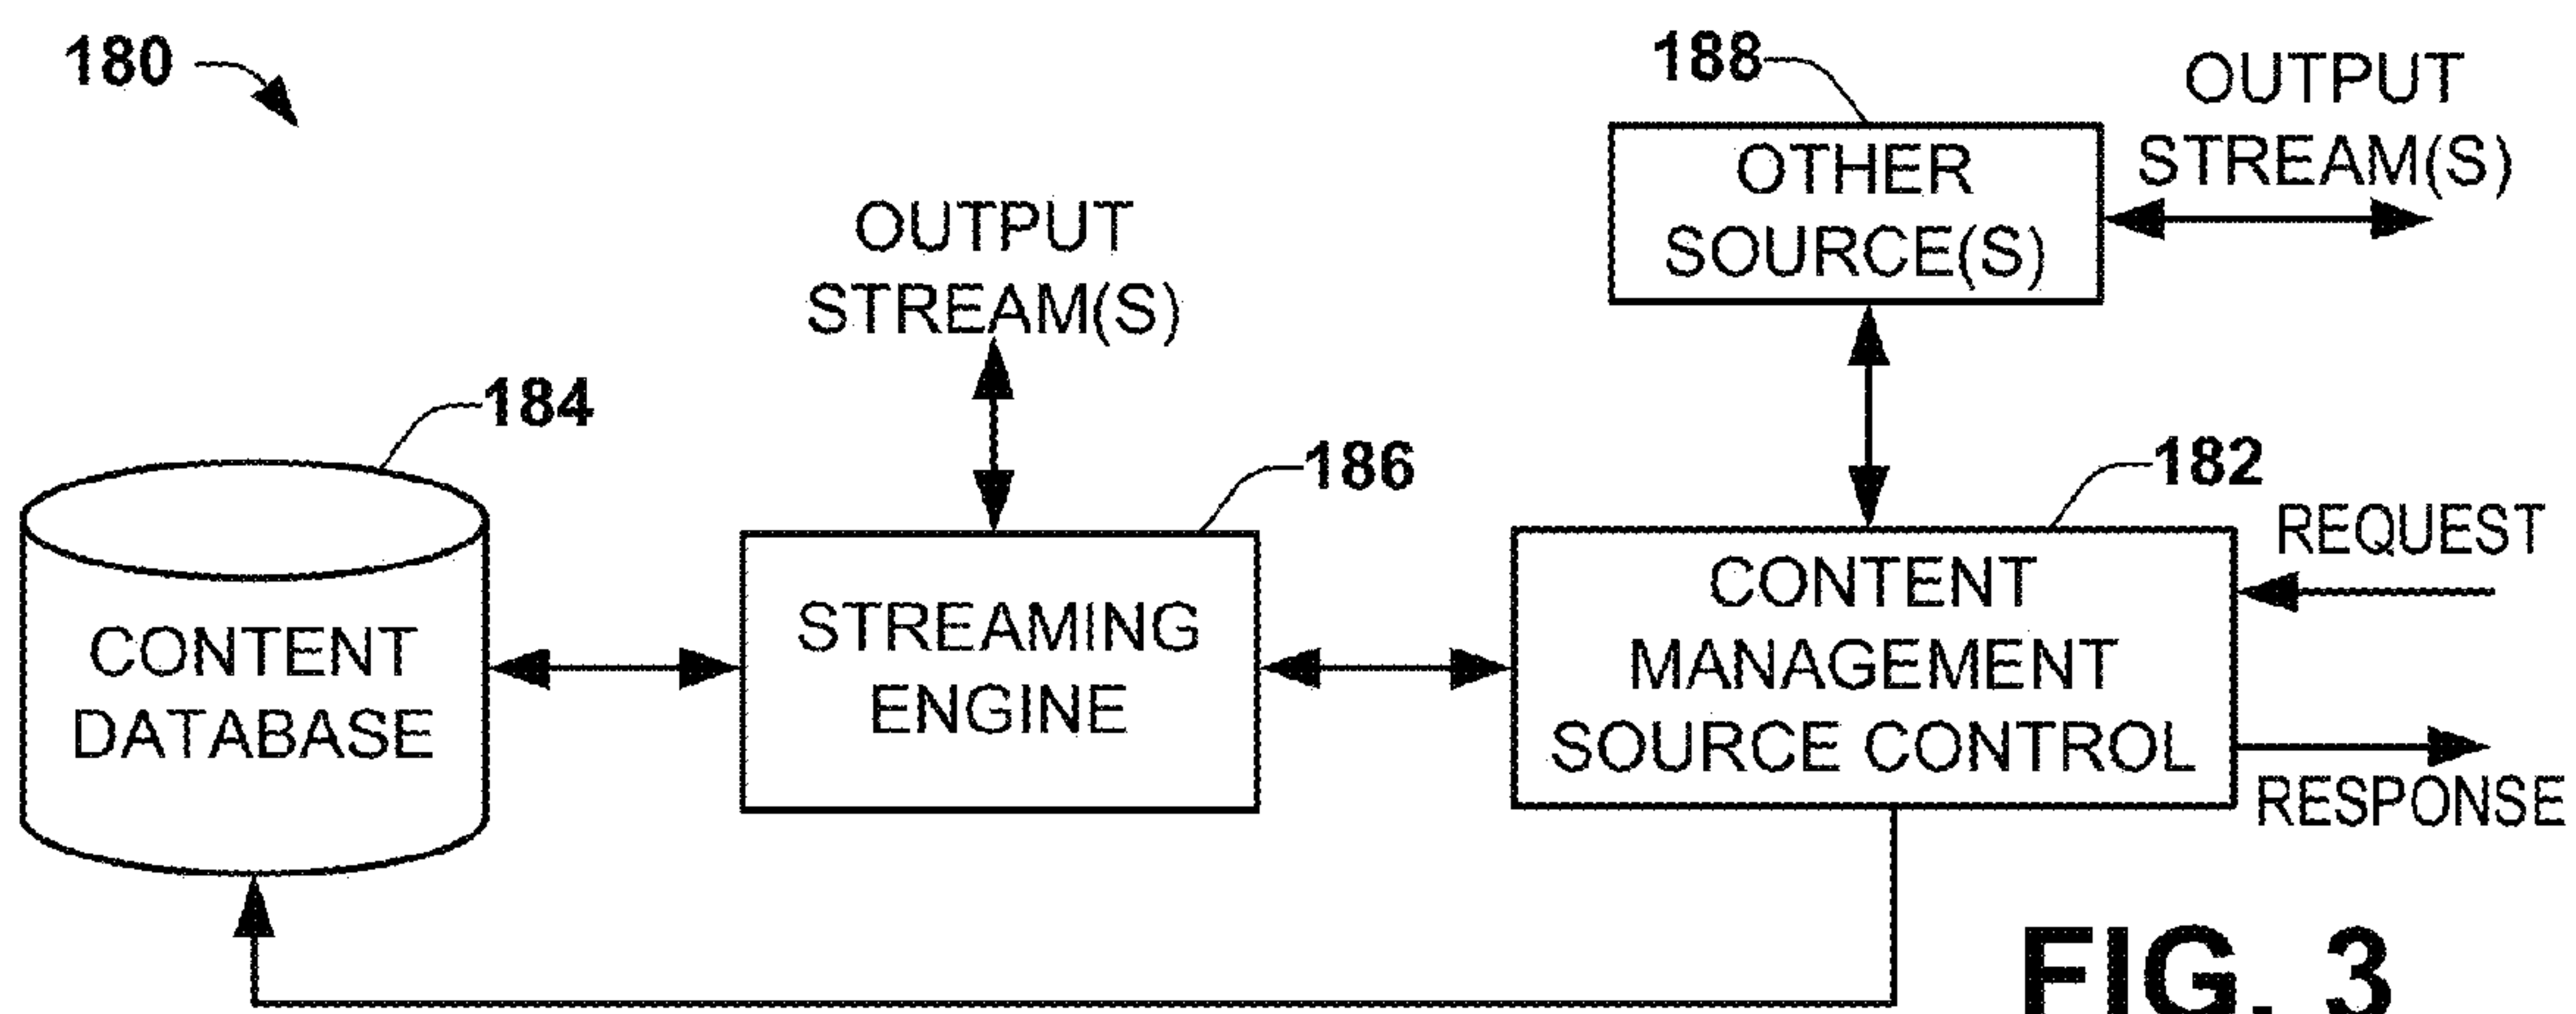 180
188
OUTPUT
STREAM(S)
OTHER
SOURCE(S)
OUTPUT
STREAM(S)
184
186
182
REQUEST
CONTENT
MANAGEMENT
SOURCE CONTROL
STREAMING
ENGINE
CONTENT
DATABASE
RESPONSE
FIG. 3